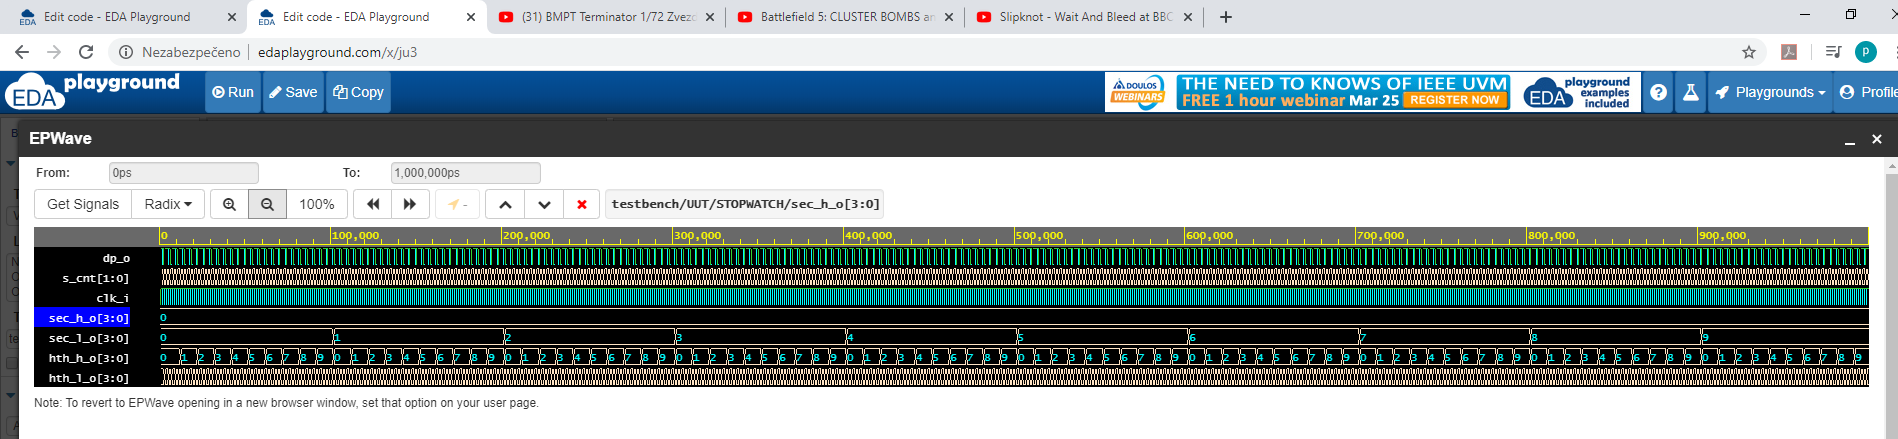 Edit code - EDA Playground
Edit code - EDA Playground
(31) BMPT Terminator 1/72 Zvezd
Battlefield 5: CLUSTER BOMBS an
Slipknot - Wait And Bleed at BBC
Nezabezpečeno | edaplayground.com/x/ju3
P
EDA playground
Run
Save
Copy
DOULOS WEBINARS
THE NEED TO KNOWS OF IEEE UVM
FREE 1 hour webinar Mar 25 REGISTER NOW
EDA playground examples included
Playgrounds
Profile
EPWave
From:
0ps
To:
1,000,000ps
Get Signals
Radix
100%
testbench/UUT/STOPWATCH/sec_h_o[3:0]
0 100,000 200,000 300,000 400,000 500,000 600,000 700,000 800,000 900,000
dp_o
s_cnt[1:0]
clk_i
sec_h_o[3:0] 0
sec_l_o[3:0] 0 1 2 3 4 5 6 7 8 9
hth_h_o[3:0] 0 1 2 3 4 5 6 7 8 9 0 1 2 3 4 5 6 7 8 9 0 1 2 3 4 5 6 7 8 9 0 1 2 3 4 5 6 7 8 9 0 1 2 3 4 5 6 7 8 9 0 1 2 3 4 5 6 7 8 9 0 1 2 3 4 5 6 7 8 9 0 1 2 3 4 5 6 7 8 9 0 1 2 3 4 5 6 7 8 9 0 1 2 3 4 5 6 7 8 9
hth_l_o[3:0]
Note: To revert to EPWave opening in a new browser window, set that option on your user page.